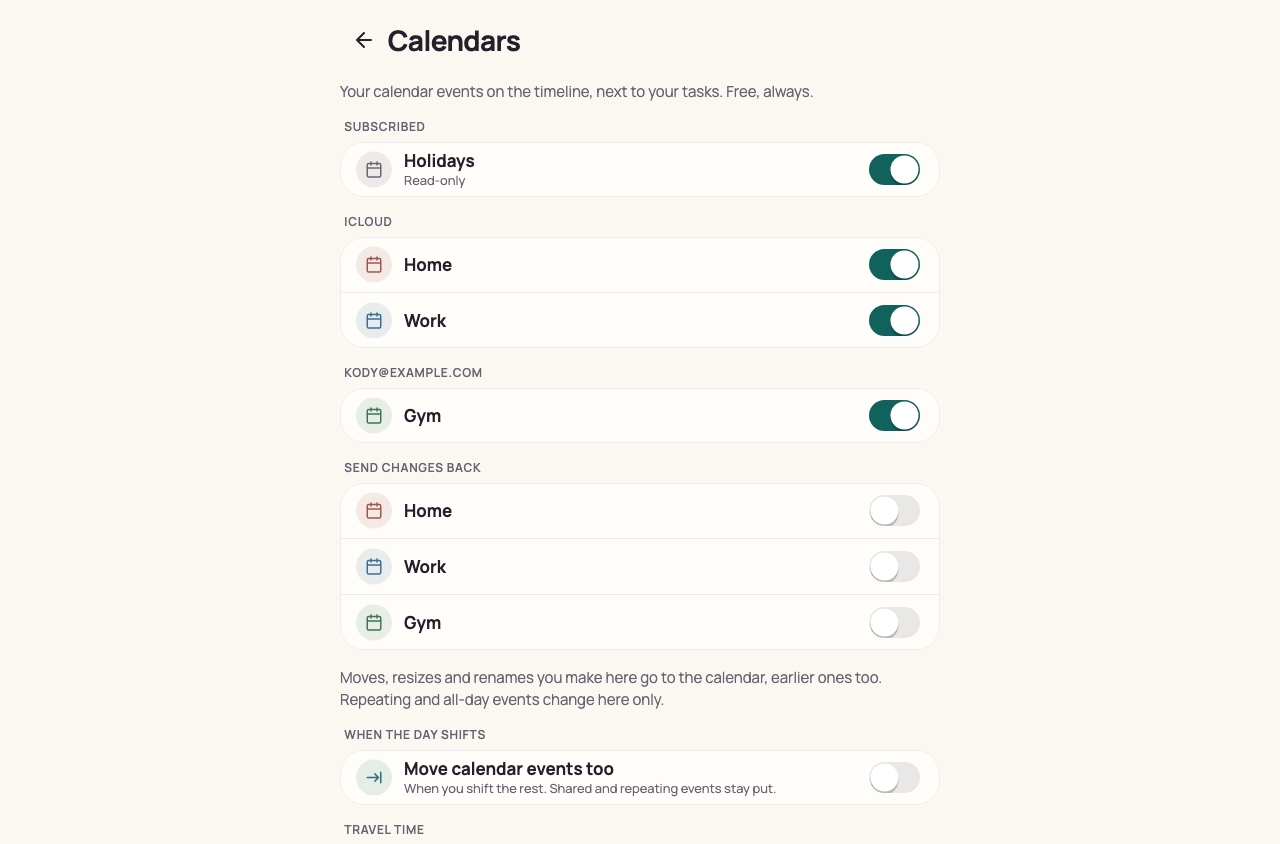 Calendars
Your calendar events on the timeline, next to your tasks. Free, always.
SUBSCRIBED
Holidays
Read-only
ICLOUD
Home
Work
KODY@EXAMPLE.COM
Gym
SEND CHANGES BACK
Home
Work
Gym
Moves, resizes and renames you make here go to the calendar, earlier ones too.
Repeating and all-day events change here only.
WHEN THE DAY SHIFTS
Move calendar events too
When you shift the rest. Shared and repeating events stay put.
TRAVEL TIME